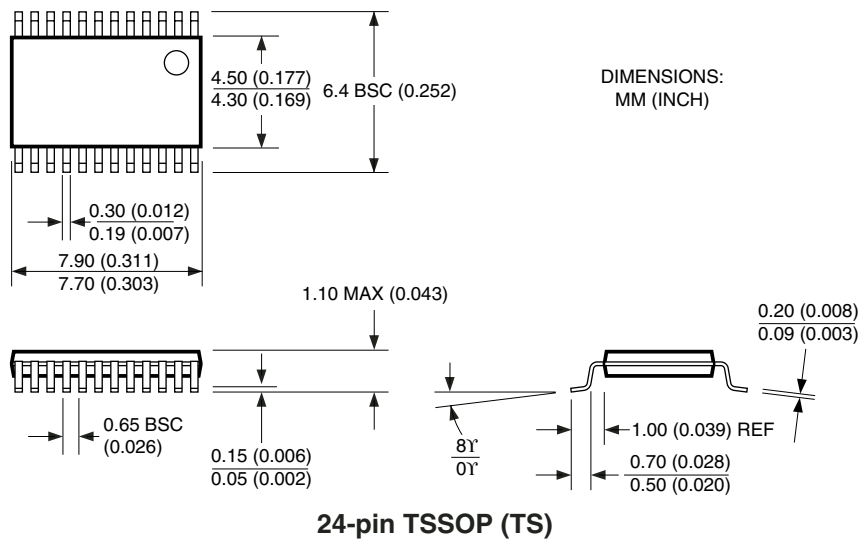 4.50 (0.177)
4.30 (0.169)
6.4 BSC (0.252)
DIMENSIONS:
MM (INCH)
0.30 (0.012)
0.19 (0.007)
7.90 (0.311)
7.70 (0.303)
1.10 MAX (0.043)
0.20 (0.008)
0.09 (0.003)
0.65 BSC
(0.026)
0.15 (0.006)
0.05 (0.002)
8ϒ
0ϒ
1.00 (0.039) REF
0.70 (0.028)
0.50 (0.020)
24-pin TSSOP (TS)